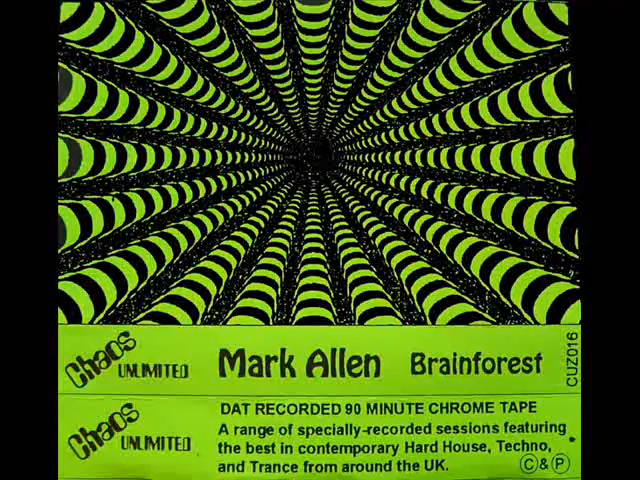 Chaos
UNLIMITED
Mark Allen
Brainforest
CUZ016
Chaos
UNLIMITED
DAT RECORDED 90 MINUTE CHROME TAPE
A range of specially-recorded sessions featuring
the best in contemporary Hard House, Techno,
and Trance from around the UK.
Ⓒ&Ⓟ